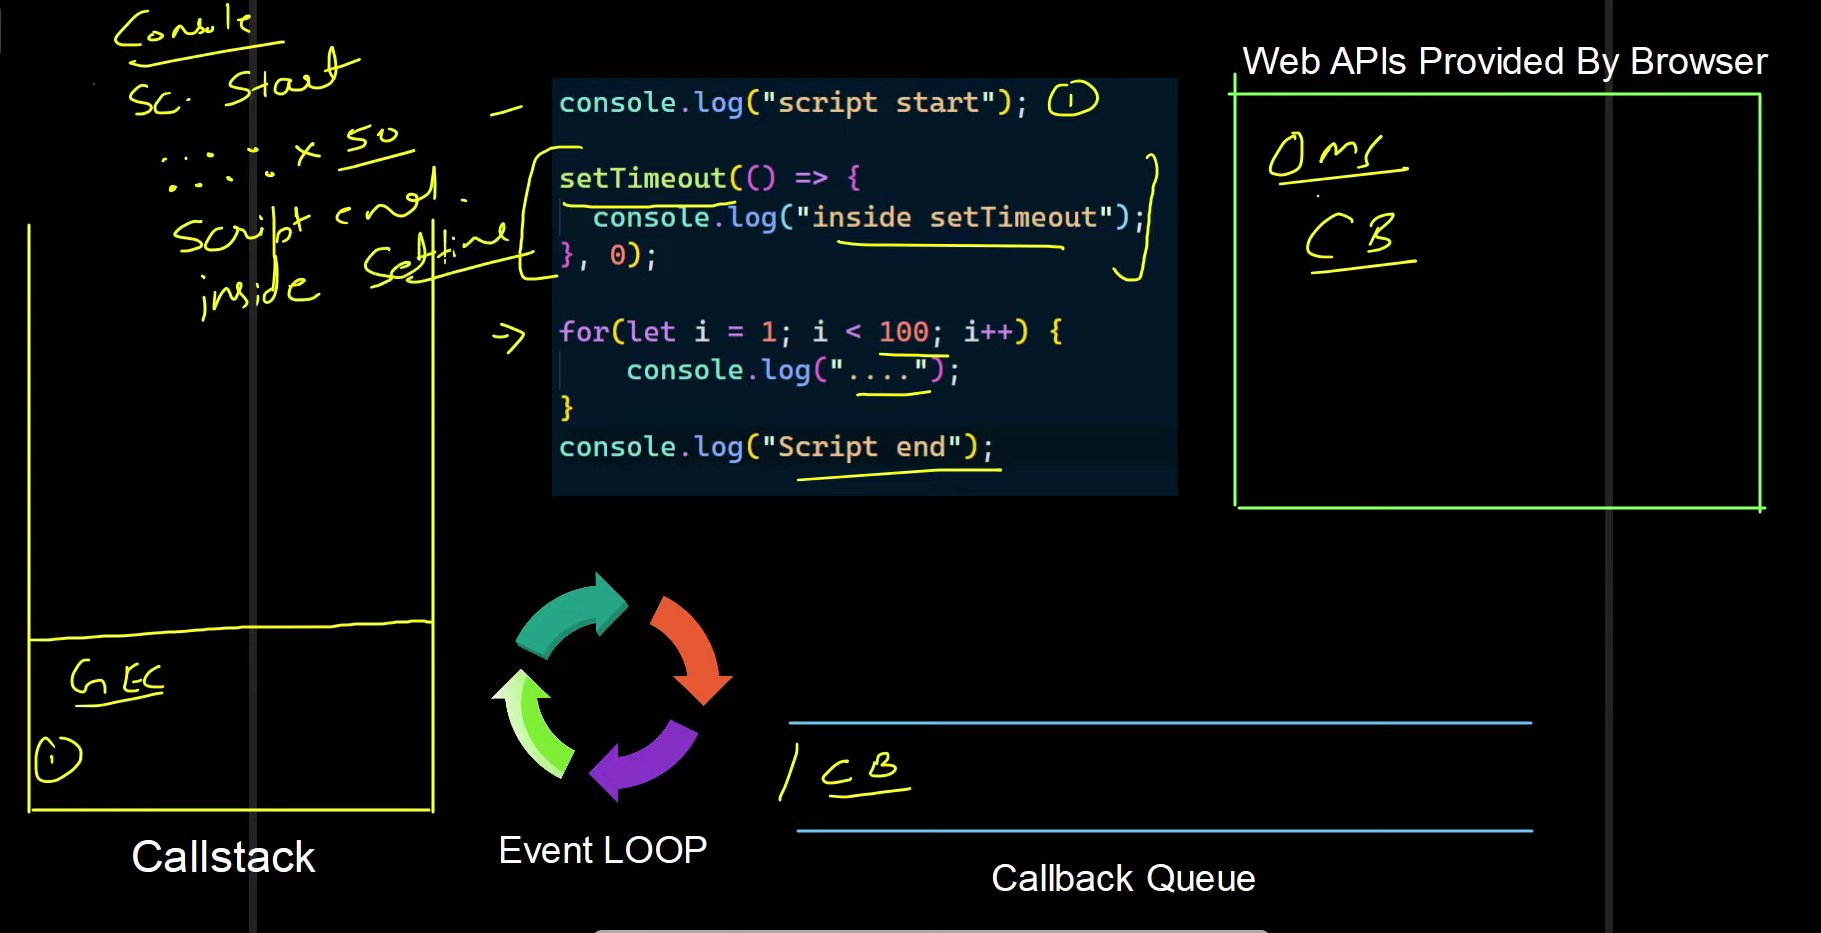 Console
Sc. Start
:::: x 50
Script end.
inside Settime
console.log("script start"); 1
setTimeout(() => {
console.log("inside setTimeout");
}, 0);
for(let i = 1; i < 100; i++) {
console.log("....");
}
console.log("Script end");
Web APIs Provided By Browser
0 ms
CB
GEC
1
Callstack
Event LOOP
CB
Callback Queue